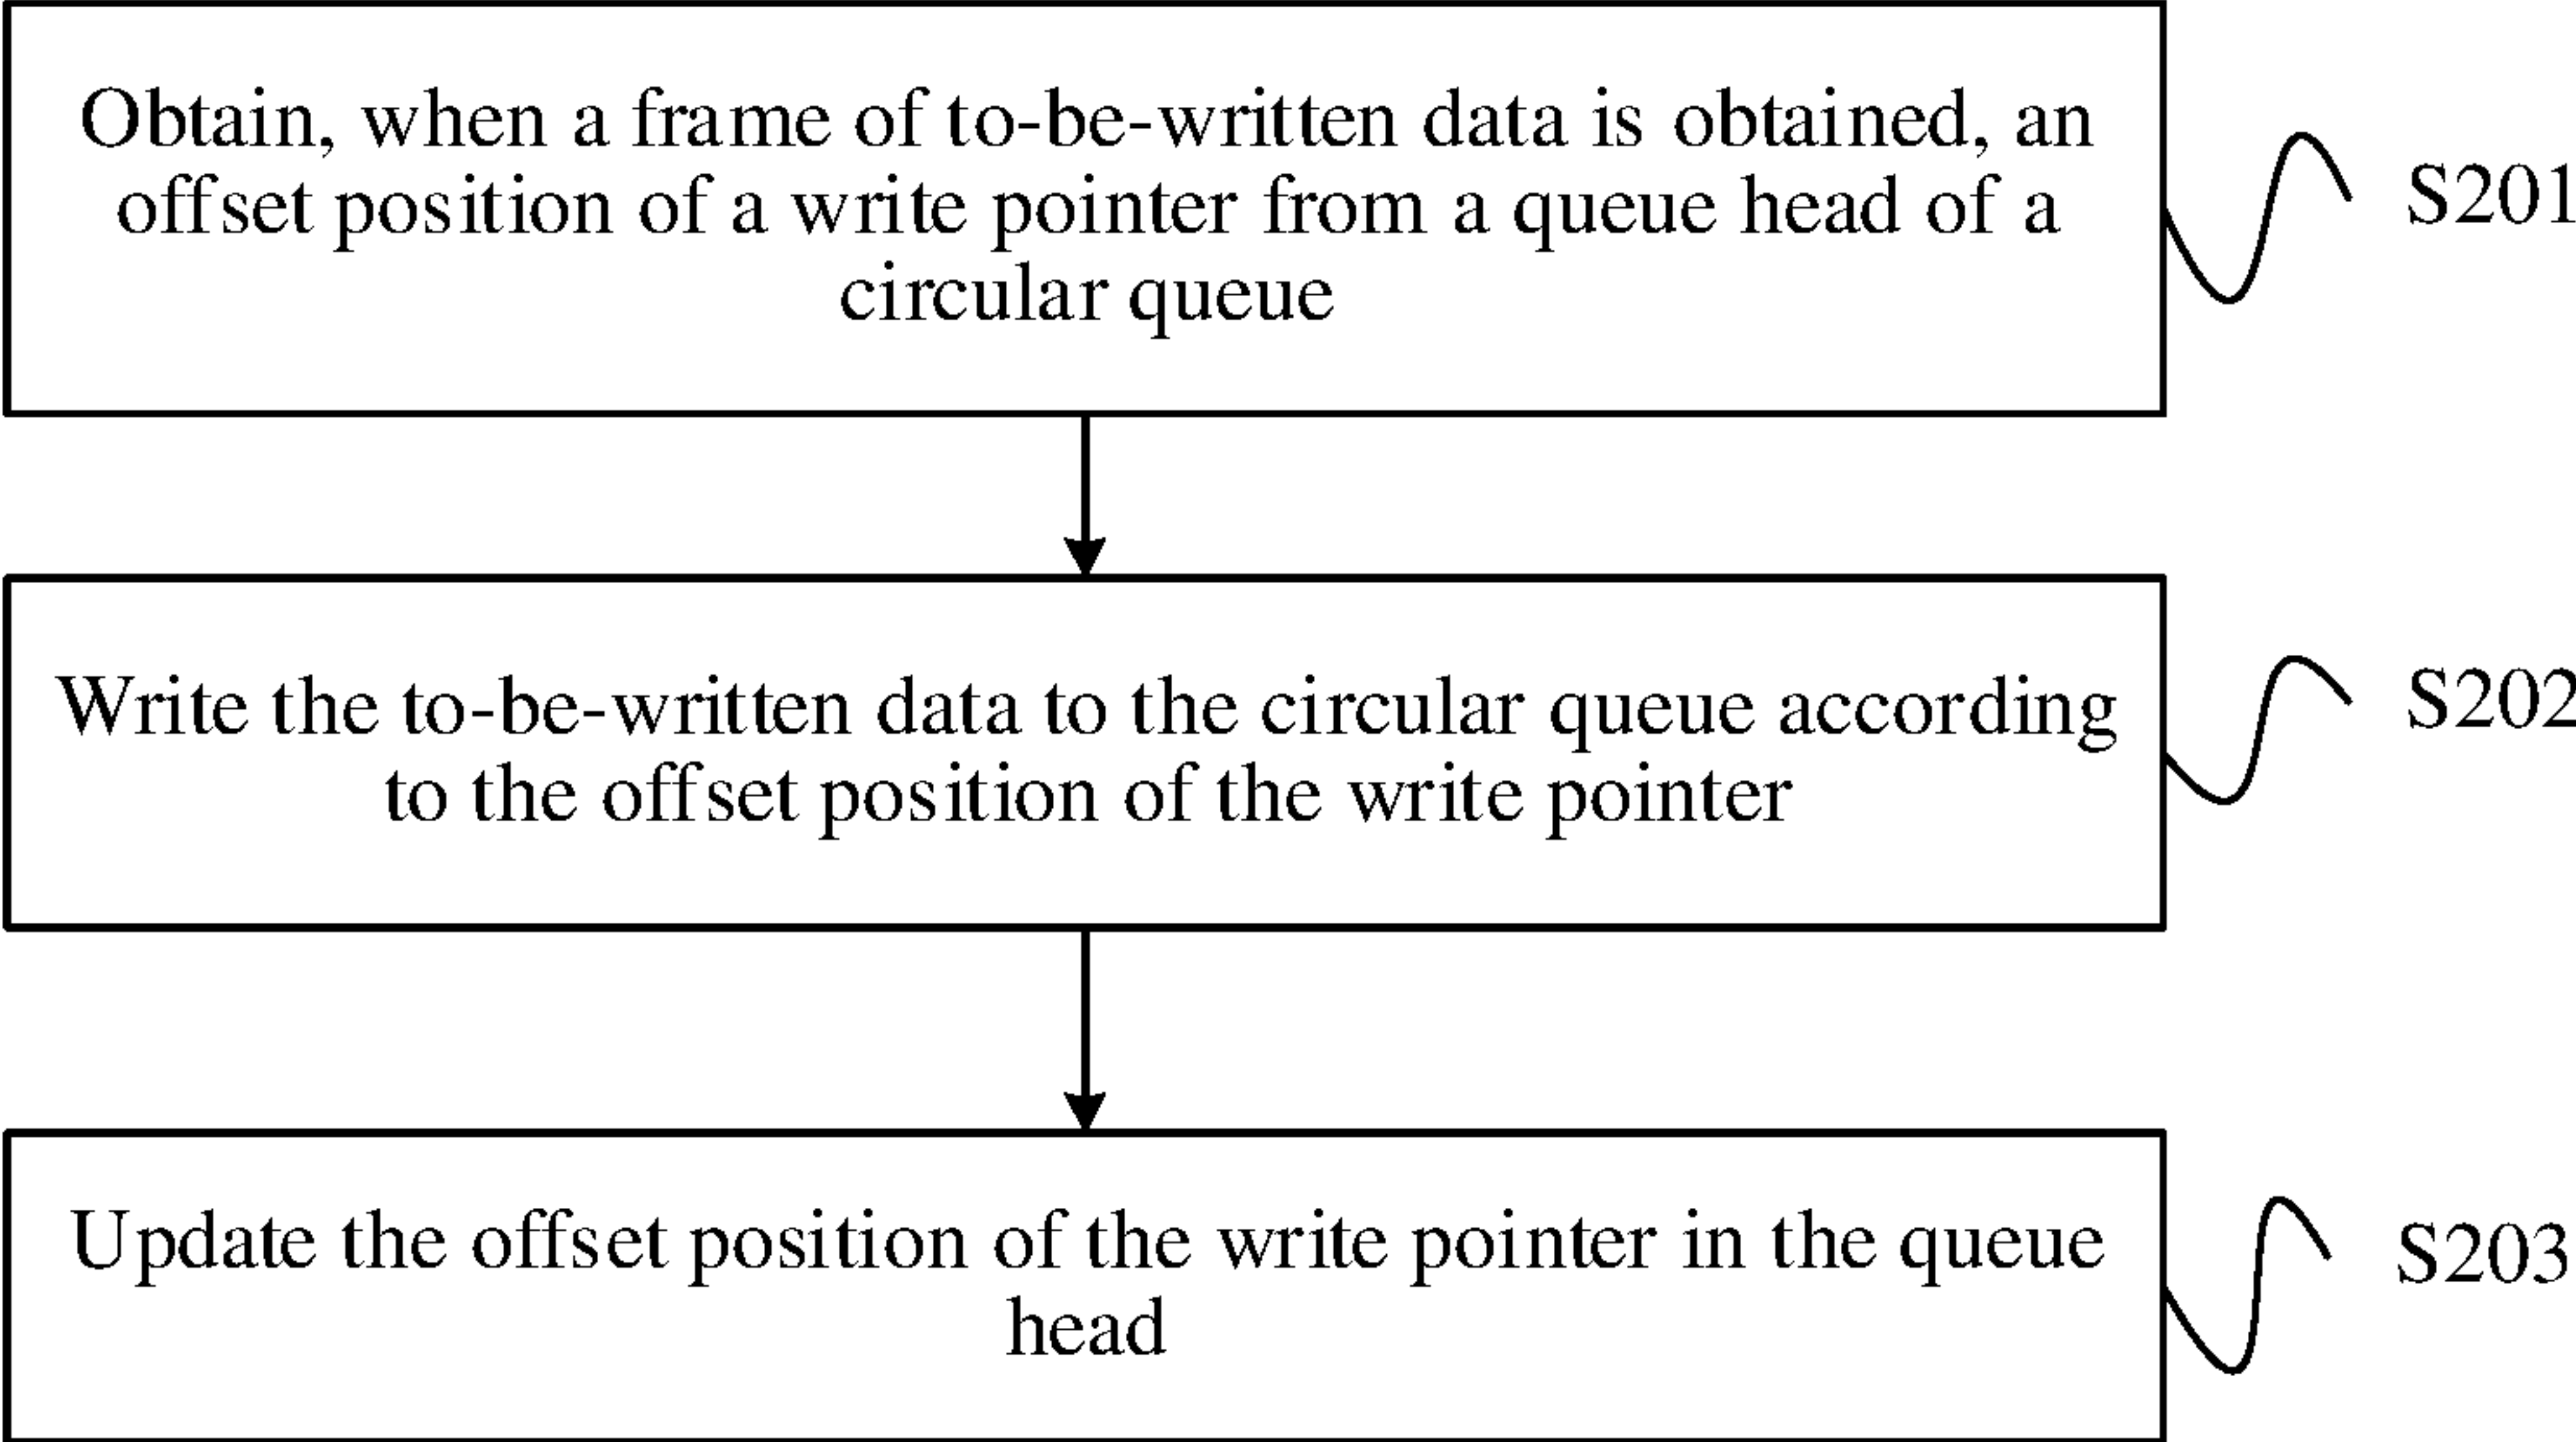 Obtain, when a frame of to-be-written data is obtained, an
offset position of a write pointer from a queue head of a
circular queue
S201
Write the to-be-written data to the circular queue according
to the offset position of the write pointer
S202
Update the offset position of the write pointer in the queue
head
S203